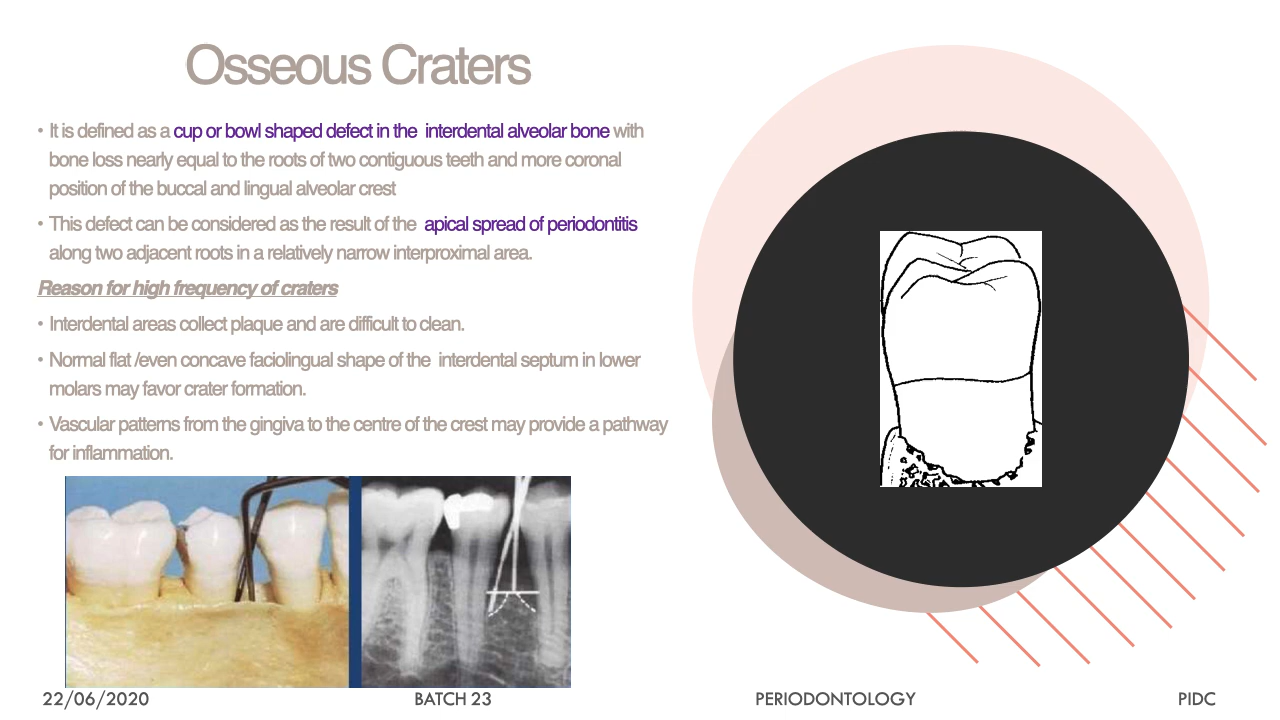 Osseous Craters
• It is defined as a cup or bowl shaped defect in the interdental alveolar bone with
bone loss nearly equal to the roots of two contiguous teeth and more coronal
position of the buccal and lingual alveolar crest
• This defect can be considered as the result of the apical spread of periodontitis
along two adjacent roots in a relatively narrow interproximal area.
Reason for high frequency of craters
• Interdental areas collect plaque and are difficult to clean.
• Normal flat /even concave faciolingual shape of the interdental septum in lower
molars may favor crater formation.
• Vascular patterns from the gingiva to the centre of the crest may provide a pathway
for inflammation.
22/06/2020 BATCH 23 PERIODONTOLOGY PIDC